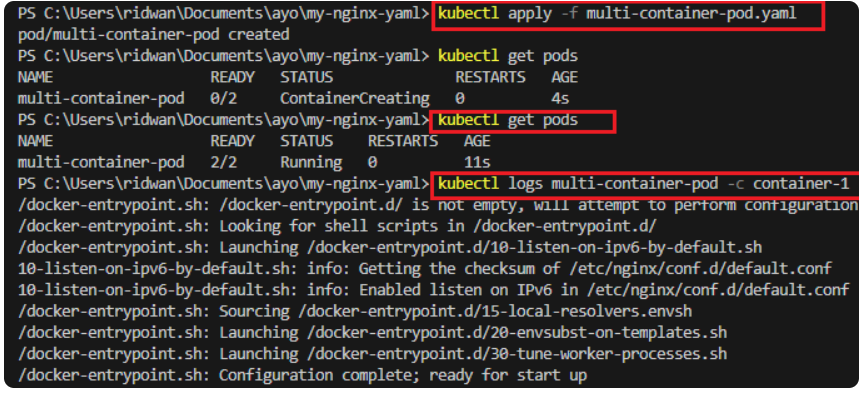 PS C:\Users\ridwan\Documents\ayo\my-nginx-yaml> kubectl apply -f multi-container-pod.yaml
pod/multi-container-pod created
PS C:\Users\ridwan\Documents\ayo\my-nginx-yaml> kubectl get pods
NAME                  READY   STATUS              RESTARTS   AGE
multi-container-pod   0/2     ContainerCreating   0          4s
PS C:\Users\ridwan\Documents\ayo\my-nginx-yaml> kubectl get pods
NAME                  READY   STATUS    RESTARTS   AGE
multi-container-pod   2/2     Running   0          11s
PS C:\Users\ridwan\Documents\ayo\my-nginx-yaml> kubectl logs multi-container-pod -c container-1
/docker-entrypoint.sh: /docker-entrypoint.d/ is not empty, will attempt to perform configuration
/docker-entrypoint.sh: Looking for shell scripts in /docker-entrypoint.d/
/docker-entrypoint.sh: Launching /docker-entrypoint.d/10-listen-on-ipv6-by-default.sh
10-listen-on-ipv6-by-default.sh: info: Getting the checksum of /etc/nginx/conf.d/default.conf
10-listen-on-ipv6-by-default.sh: info: Enabled listen on IPv6 in /etc/nginx/conf.d/default.conf
/docker-entrypoint.sh: Sourcing /docker-entrypoint.d/15-local-resolvers.envsh
/docker-entrypoint.sh: Launching /docker-entrypoint.d/20-envsubst-on-templates.sh
/docker-entrypoint.sh: Launching /docker-entrypoint.d/30-tune-worker-processes.sh
/docker-entrypoint.sh: Configuration complete; ready for start up